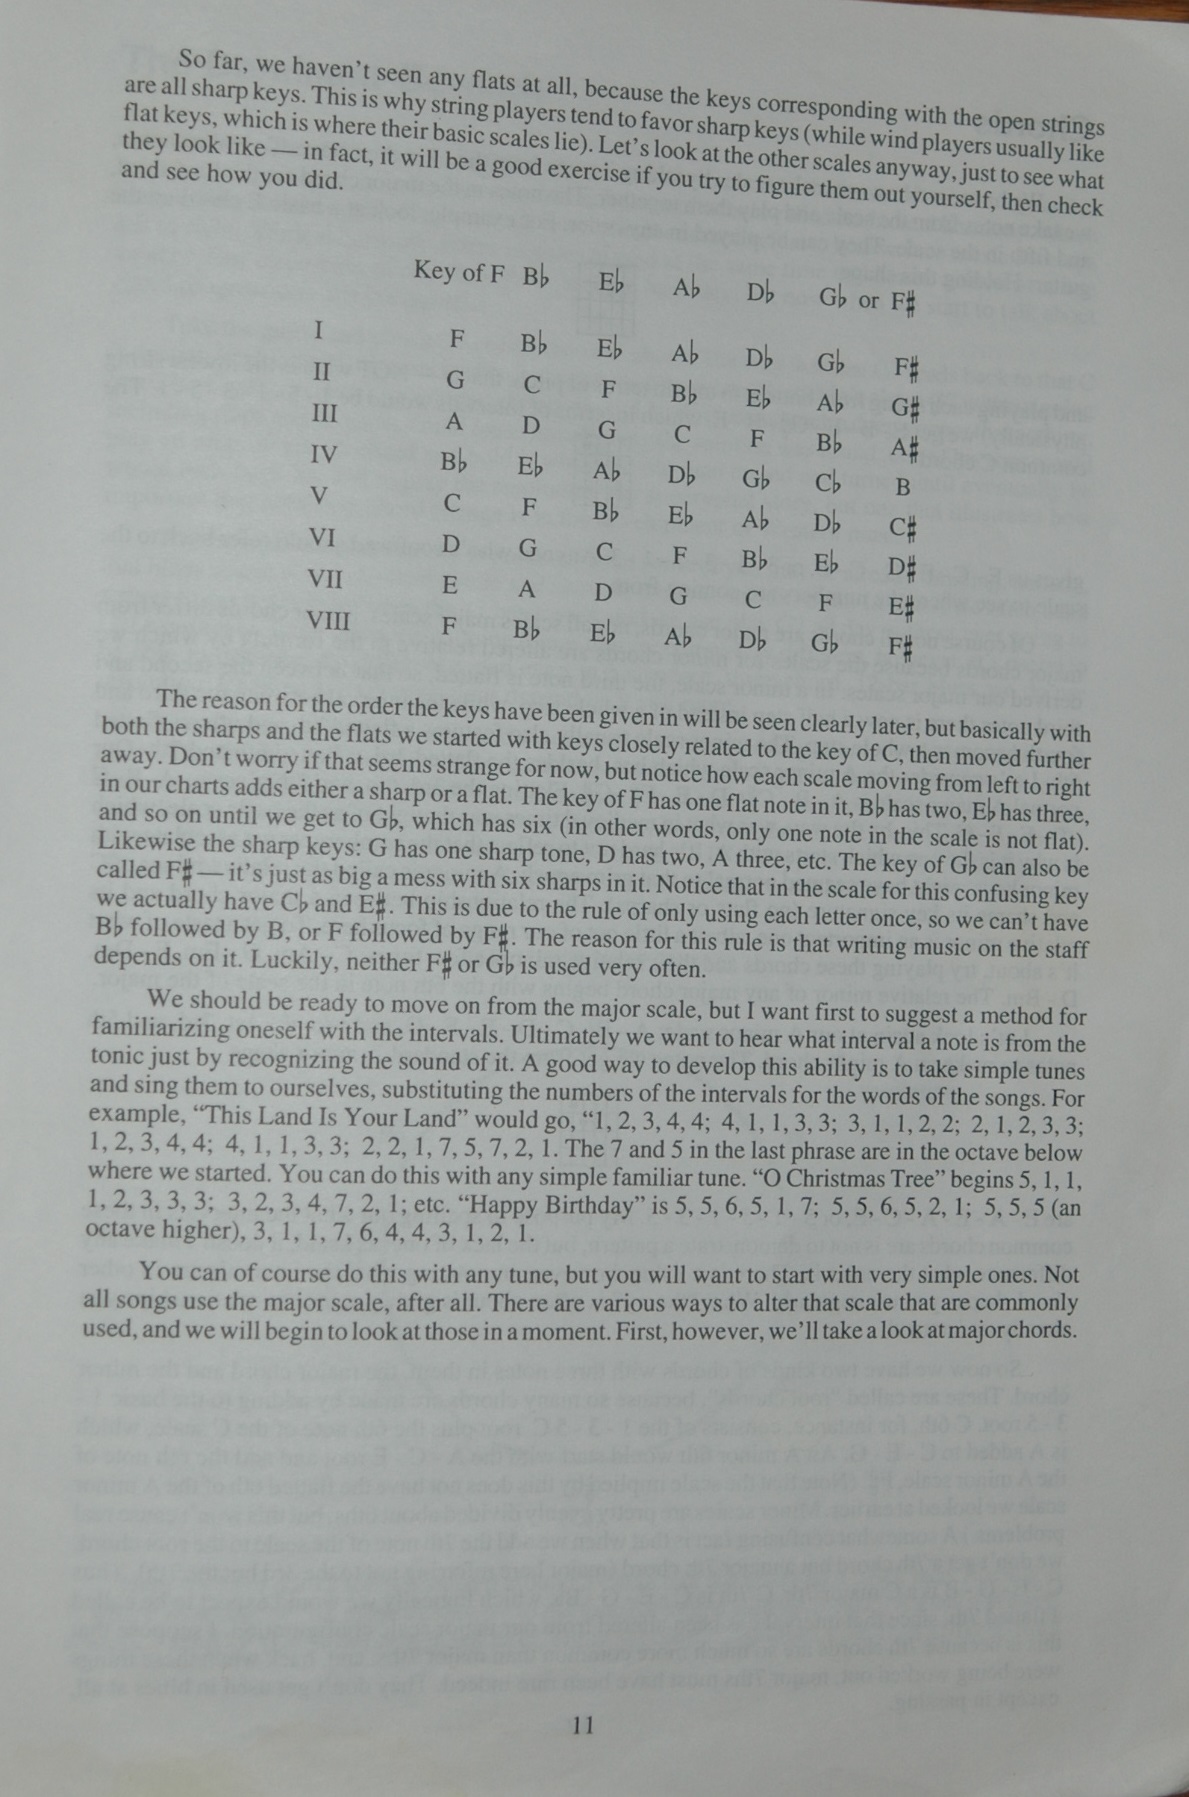 So far, we haven't seen any flats at all, because the keys corresponding with the open strings
are all sharp keys. This is why string players tend to favor sharp keys (while wind players usually like
flat keys, which is where their basic scales lie). Let's look at the other scales anyway, just to see what
they look like — in fact, it will be a good exercise if you try to figure them out yourself, then check
and see how you did.
Key of F B♭ E♭ A♭ D♭ G♭ or F♯
I F B♭ E♭ A♭ D♭ G♭ F♯
II G C F B♭ E♭ A♭ G♯
III A D G C F B♭ A♯
IV B♭ E♭ A♭ D♭ G♭ C♭ B
V C F B♭ E♭ A♭ D♭ C♯
VI D G C F B♭ E♭ D♯
VII E A D G C F E♯
VIII F B♭ E♭ A♭ D♭ G♭ F♯
The reason for the order the keys have been given in will be seen clearly later, but basically with
both the sharps and the flats we started with keys closely related to the key of C, then moved further
away. Don't worry if that seems strange for now, but notice how each scale moving from left to right
in our charts adds either a sharp or a flat. The key of F has one flat note in it, B♭ has two, E♭ has three,
and so on until we get to G♭, which has six (in other words, only one note in the scale is not flat).
Likewise the sharp keys: G has one sharp tone, D has two, A three, etc. The key of G♭ can also be
called F♯ — it's just as big a mess with six sharps in it. Notice that in the scale for this confusing key
we actually have C♭ and E♯. This is due to the rule of only using each letter once, so we can't have
B♭ followed by B, or F followed by F♯. The reason for this rule is that writing music on the staff
depends on it. Luckily, neither F♯ or G♭ is used very often.
We should be ready to move on from the major scale, but I want first to suggest a method for
familiarizing oneself with the intervals. Ultimately we want to hear what interval a note is from the
tonic just by recognizing the sound of it. A good way to develop this ability is to take simple tunes
and sing them to ourselves, substituting the numbers of the intervals for the words of the songs. For
example, “This Land Is Your Land” would go, “1, 2, 3, 4, 4; 4, 1, 1, 3, 3; 3, 1, 1, 2, 2; 2, 1, 2, 3, 3;
1, 2, 3, 4, 4; 4, 1, 1, 3, 3; 2, 2, 1, 7, 5, 7, 2, 1. The 7 and 5 in the last phrase are in the octave below
where we started. You can do this with any simple familiar tune. “O Christmas Tree” begins 5, 1, 1,
1, 2, 3, 3, 3; 3, 2, 3, 4, 7, 2, 1; etc. “Happy Birthday” is 5, 5, 6, 5, 1, 7; 5, 5, 6, 5, 2, 1; 5, 5, 5 (an
octave higher), 3, 1, 1, 7, 6, 4, 4, 3, 1, 2, 1.
You can of course do this with any tune, but you will want to start with very simple ones. Not
all songs use the major scale, after all. There are various ways to alter that scale that are commonly
used, and we will begin to look at those in a moment. First, however, we'll take a look at major chords.
11